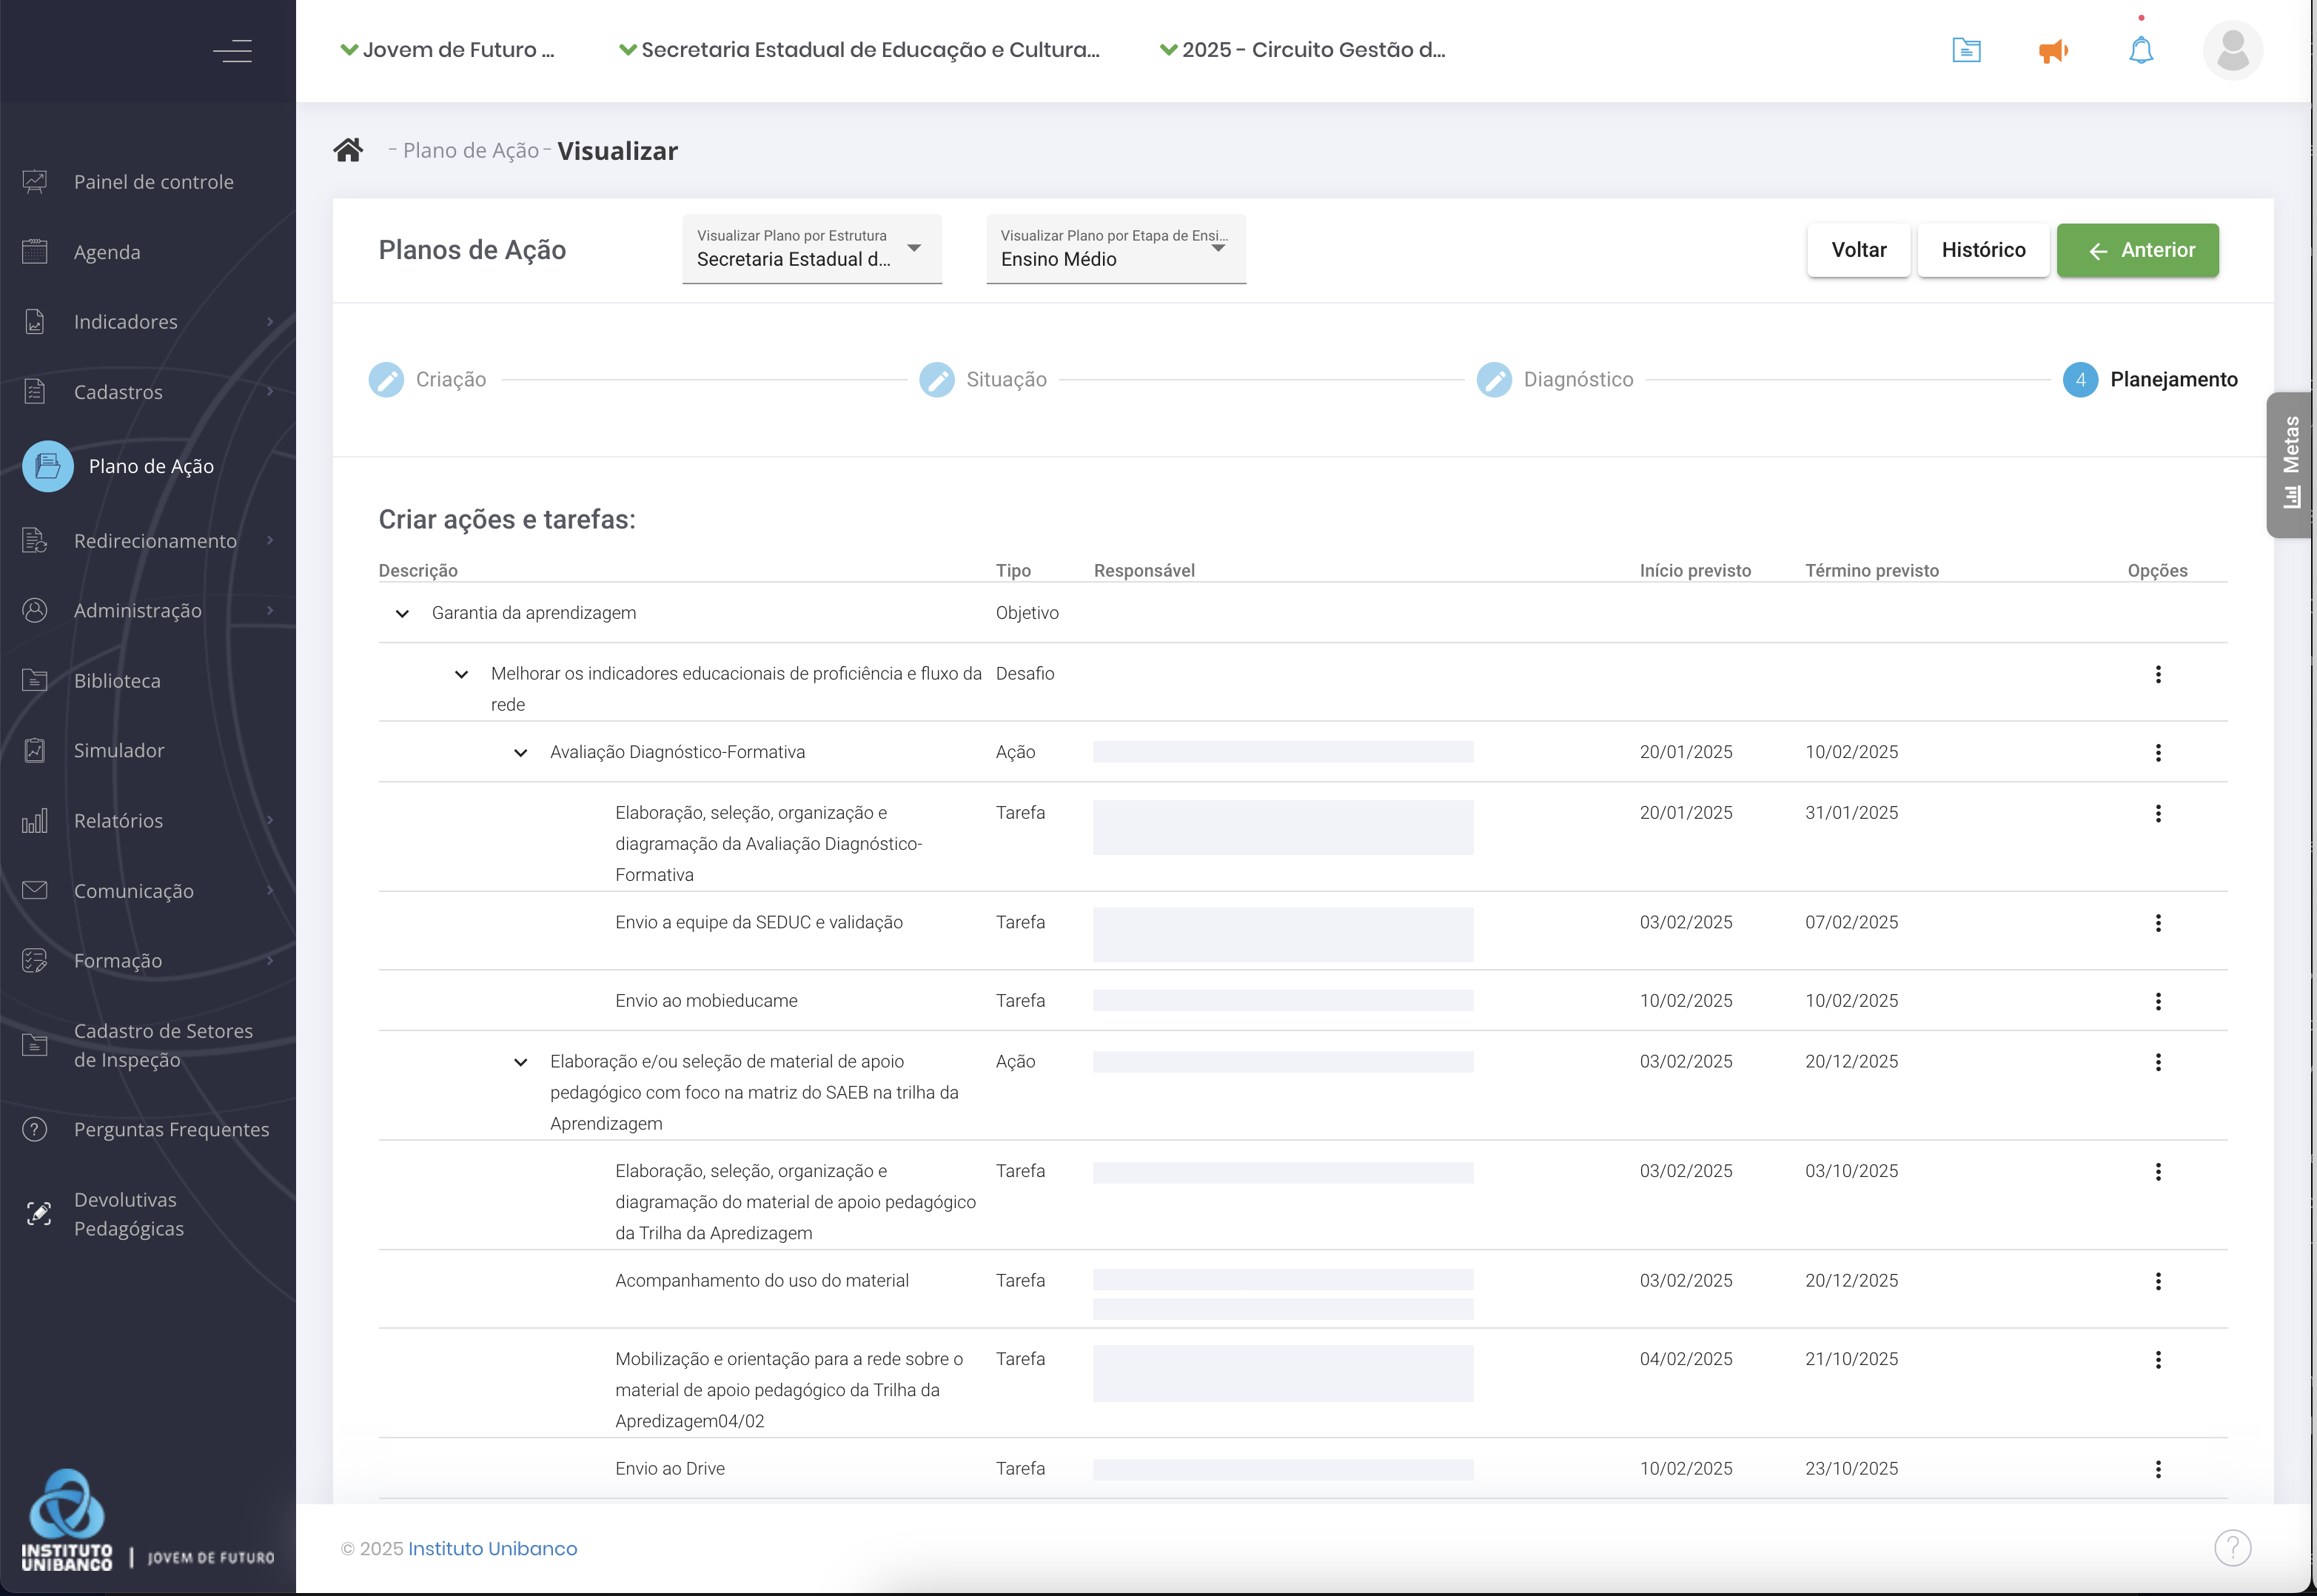 Jovem de Futuro ...
Secretaria Estadual de Educação e Cultura...
2025 - Circuito Gestão d...
Painel de controle
Agenda
Indicadores
Cadastros
Plano de Ação
Redirecionamento
Administração
Biblioteca
Simulador
Relatórios
Comunicação
Formação
Cadastro de Setores
de Inspeção
Perguntas Frequentes
Devolutivas
Pedagógicas
INSTITUTO
UNIBANCO | JOVEM DE FUTURO
- Plano de Ação - Visualizar
Planos de Ação
Visualizar Plano por Estrutura
Secretaria Estadual d...
Visualizar Plano por Etapa de Ensi...
Ensino Médio
Voltar
Histórico
Anterior
Criação
Situação
Diagnóstico
4 Planejamento
Metas
Criar ações e tarefas:
Descrição Tipo Responsável Início previsto Término previsto Opções
Garantia da aprendizagem Objetivo
Melhorar os indicadores educacionais de proficiência e fluxo da Desafio
rede
Avaliação Diagnóstico-Formativa Ação 20/01/2025 10/02/2025
Elaboração, seleção, organização e Tarefa 20/01/2025 31/01/2025
diagramação da Avaliação Diagnóstico-
Formativa
Envio a equipe da SEDUC e validação Tarefa 03/02/2025 07/02/2025
Envio ao mobieducame Tarefa 10/02/2025 10/02/2025
Elaboração e/ou seleção de material de apoio Ação 03/02/2025 20/12/2025
pedagógico com foco na matriz do SAEB na trilha da
Aprendizagem
Elaboração, seleção, organização e Tarefa 03/02/2025 03/10/2025
diagramação do material de apoio pedagógico
da Trilha da Apredizagem
Acompanhamento do uso do material Tarefa 03/02/2025 20/12/2025
Mobilização e orientação para a rede sobre o Tarefa 04/02/2025 21/10/2025
material de apoio pedagógico da Trilha da
Apredizagem04/02
Envio ao Drive Tarefa 10/02/2025 23/10/2025
© 2025 Instituto Unibanco